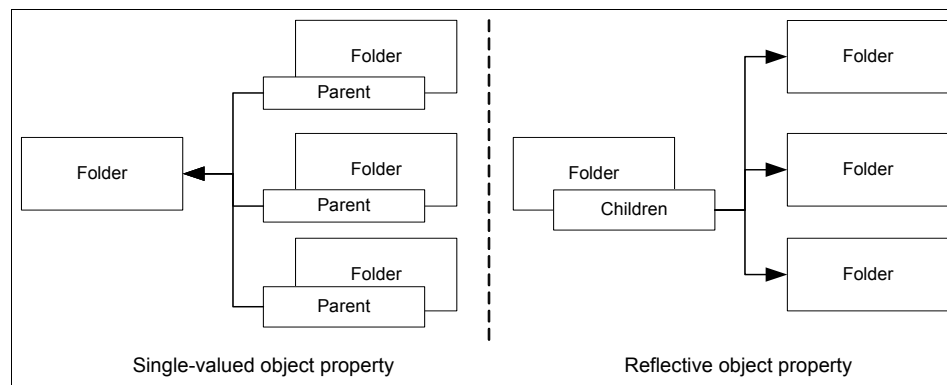 Folder
Parent
Folder
Folder
Parent
Folder
Parent
Single-valued object property
Folder
Folder
Children
Folder
Folder
Reflective object property